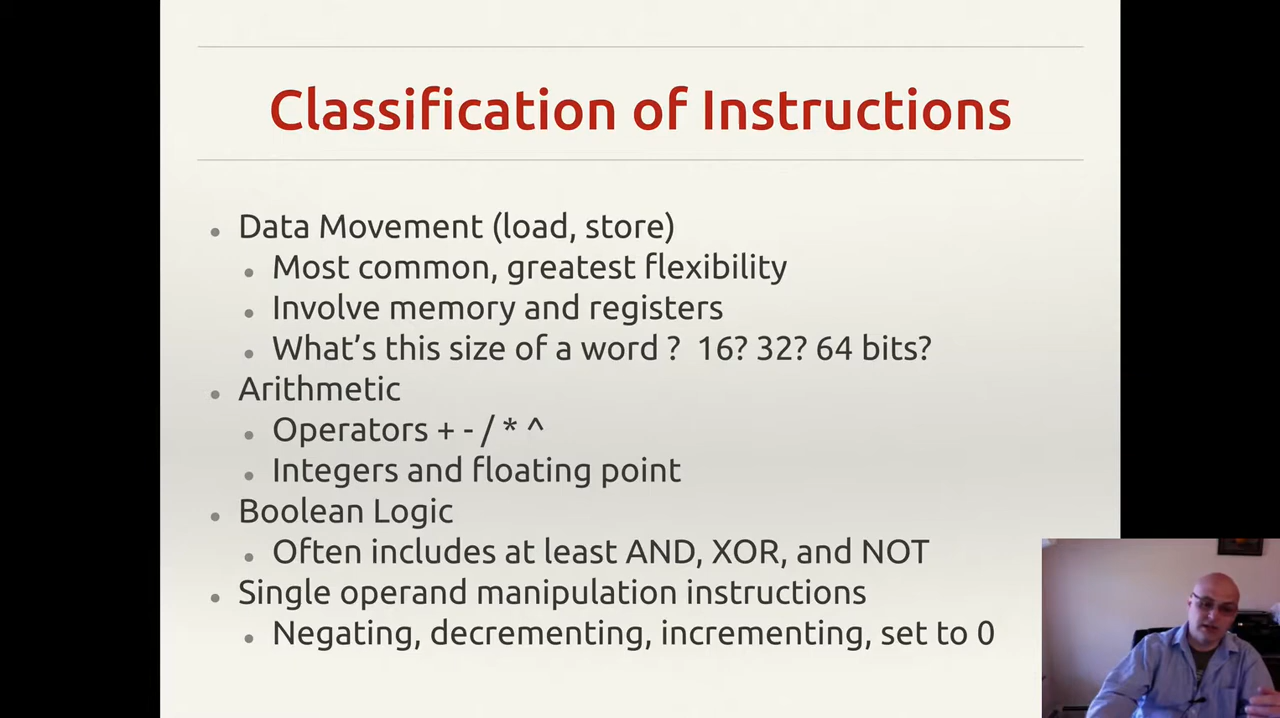 Classification of Instructions
Data Movement (load, store)
Most common, greatest flexibility
Involve memory and registers
What's this size of a word ?  16? 32? 64 bits?
Arithmetic
Operators + - / * ^
Integers and floating point
Boolean Logic
Often includes at least AND, XOR, and NOT
Single operand manipulation instructions
Negating, decrementing, incrementing, set to 0